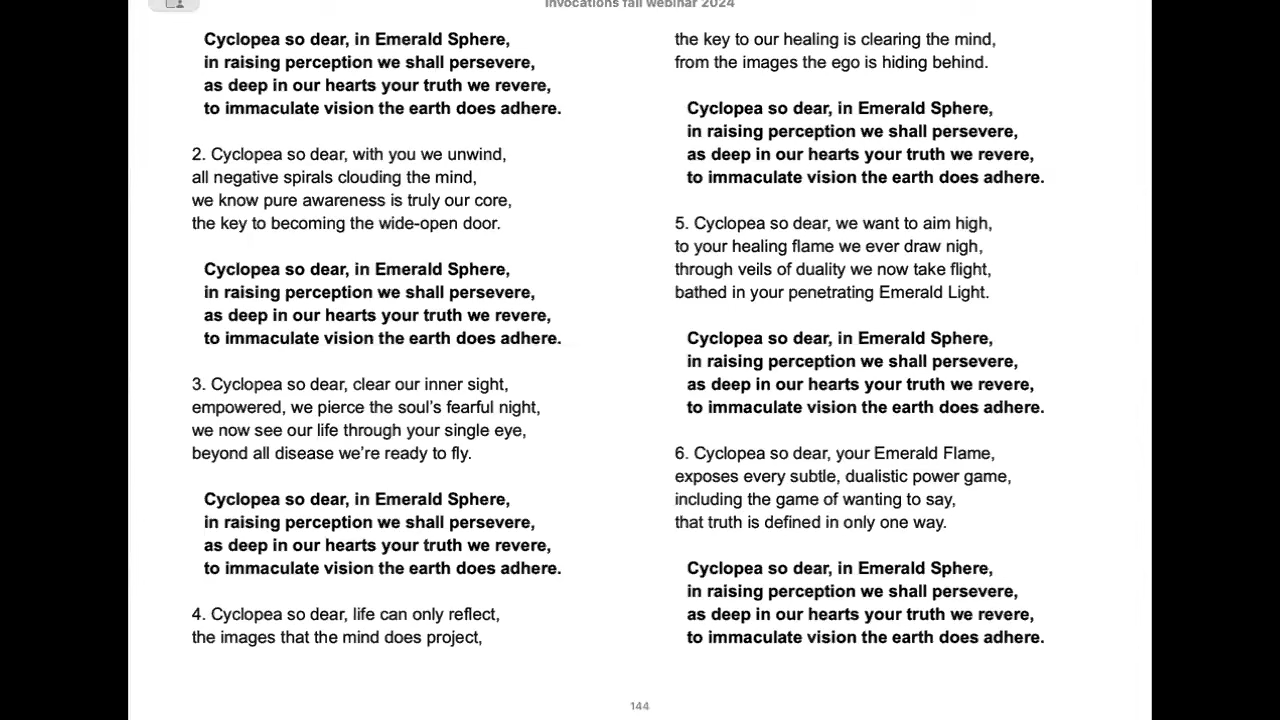 Invocations fall webinar 2024
Cyclopea so dear, in Emerald Sphere,
in raising perception we shall persevere,
as deep in our hearts your truth we revere,
to immaculate vision the earth does adhere.
2. Cyclopea so dear, with you we unwind,
all negative spirals clouding the mind,
we know pure awareness is truly our core,
the key to becoming the wide-open door.
Cyclopea so dear, in Emerald Sphere,
in raising perception we shall persevere,
as deep in our hearts your truth we revere,
to immaculate vision the earth does adhere.
3. Cyclopea so dear, clear our inner sight,
empowered, we pierce the soul’s fearful night,
we now see our life through your single eye,
beyond all disease we’re ready to fly.
Cyclopea so dear, in Emerald Sphere,
in raising perception we shall persevere,
as deep in our hearts your truth we revere,
to immaculate vision the earth does adhere.
4. Cyclopea so dear, life can only reflect,
the images that the mind does project,
the key to our healing is clearing the mind,
from the images the ego is hiding behind.
Cyclopea so dear, in Emerald Sphere,
in raising perception we shall persevere,
as deep in our hearts your truth we revere,
to immaculate vision the earth does adhere.
5. Cyclopea so dear, we want to aim high,
to your healing flame we ever draw nigh,
through veils of duality we now take flight,
bathed in your penetrating Emerald Light.
Cyclopea so dear, in Emerald Sphere,
in raising perception we shall persevere,
as deep in our hearts your truth we revere,
to immaculate vision the earth does adhere.
6. Cyclopea so dear, your Emerald Flame,
exposes every subtle, dualistic power game,
including the game of wanting to say,
that truth is defined in only one way.
Cyclopea so dear, in Emerald Sphere,
in raising perception we shall persevere,
as deep in our hearts your truth we revere,
to immaculate vision the earth does adhere.
144